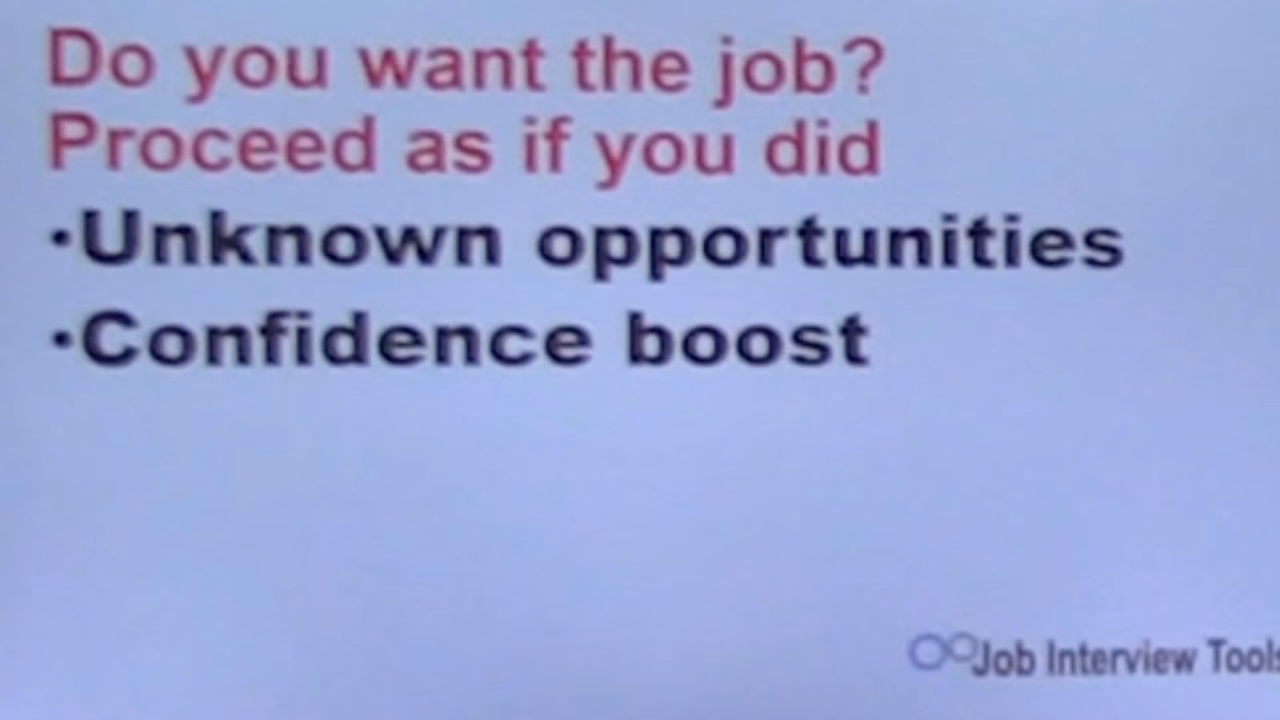 Do you want the job?
Proceed as if you did
·Unknown opportunities
·Confidence boost
Job Interview Tools